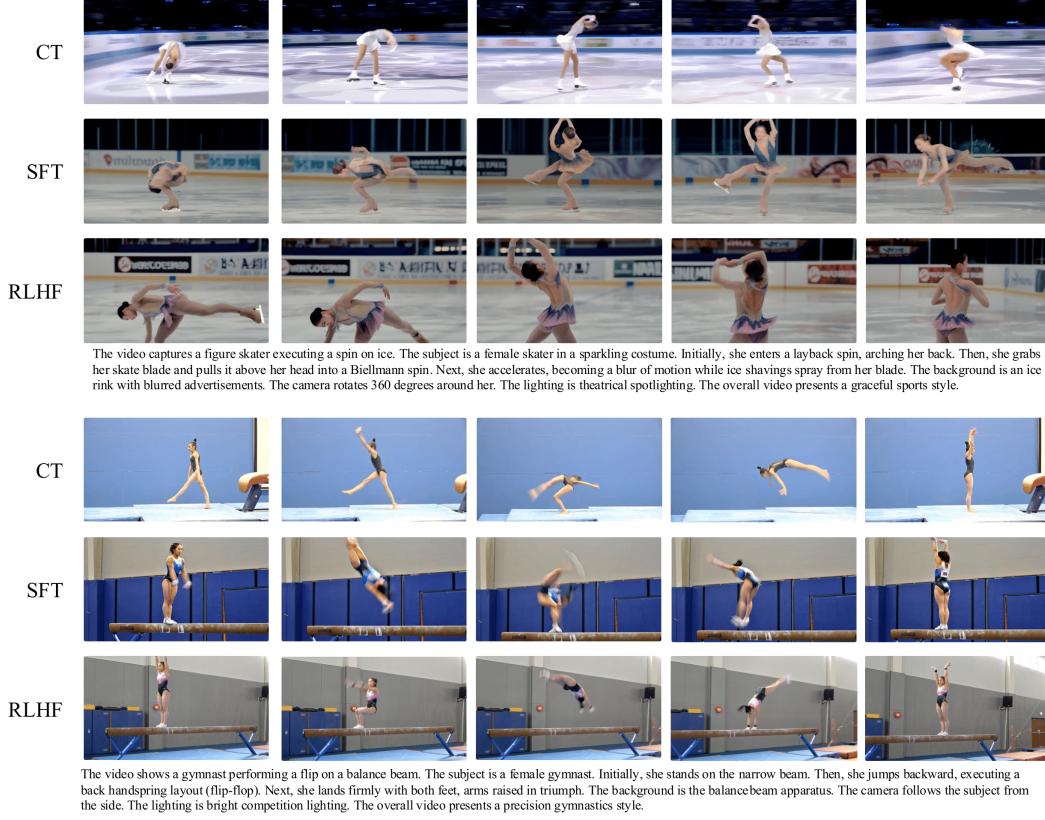 CT
SFT
RLHF
The video captures a figure skater executing a spin on ice. The subject is a female skater in a sparkling costume. Initially, she enters a layback spin, arching her back. Then, she grabs
her skate blade and pulls it above her head into a Biellmann spin. Next, she accelerates, becoming a blur of motion while ice shavings spray from her blade. The background is an ice
rink with blurred advertisements. The camera rotates 360 degrees around her. The lighting is theatrical spotlighting. The overall video presents a graceful sports style.
CT
SFT
RLHF
The video shows a gymnast performing a flip on a balance beam. The subject is a female gymnast. Initially, she stands on the narrow beam. Then, she jumps backward, executing a
back handspring layout (flip-flop). Next, she lands firmly with both feet, arms raised in triumph. The background is the balance beam apparatus. The camera follows the subject from
the side. The lighting is bright competition lighting. The overall video presents a precision gymnastics style.